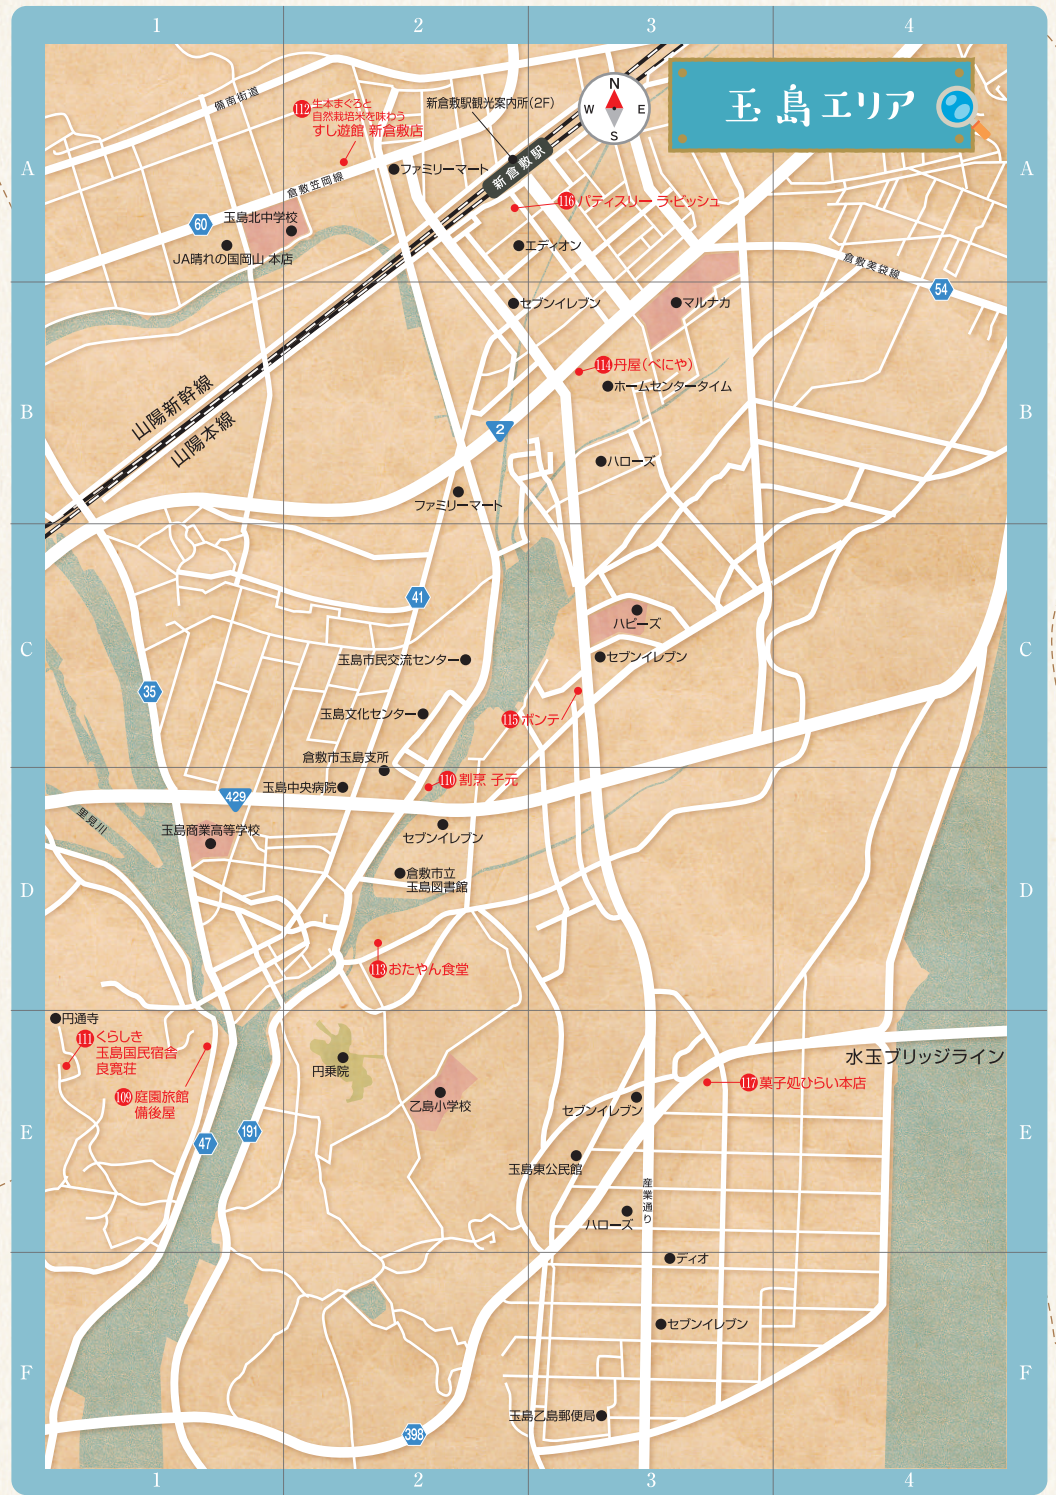 1
2
3
4
玉島エリア
N
W
E
S
備南街道
112
生本まぐろと
自然栽培米を味わう
すし遊館 新倉敷店
新倉敷駅観光案内所(2F)
A
A
ファミリーマート
新倉敷駅
倉敷笠岡線
116 パティスリー ラ・ビッシュ
60
玉島北中学校
JA晴れの国岡山 本店
エディオン
倉敷美袋線
54
セブンイレブン
マルナカ
114 丹屋(べにや)
ホームセンタータイム
山陽新幹線
山陽本線
B
B
2
ハローズ
ファミリーマート
41
ハピーズ
C
C
玉島市民交流センター
セブンイレブン
35
玉島文化センター
115 ポンテ
倉敷市玉島支所
玉島中央病院
110 割烹 子元
429
里見川
玉島商業高等学校
セブンイレブン
倉敷市立
玉島図書館
D
D
113 おたやん食堂
円通寺
111 くらしき
玉島国民宿舎
良寛荘
109 庭園旅館
備後屋
円乗院
乙島小学校
水玉ブリッジライン
117 菓子処ひらい本店
セブンイレブン
E
E
47
191
玉島東公民館
産業通り
ハローズ
ディオ
セブンイレブン
F
F
玉島乙島郵便局
398
1
2
3
4